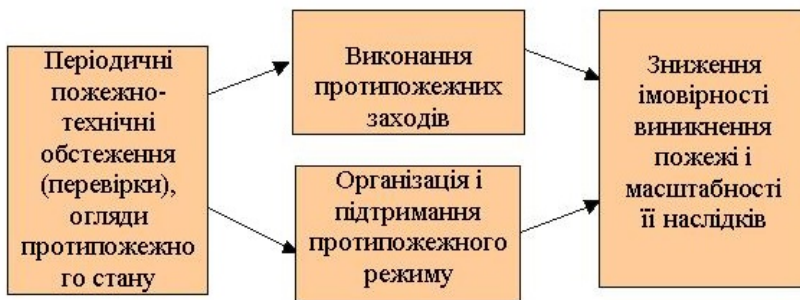 Періодичні
пожежно-
технічні
обстеження
(перевірки),
огляди
протипожежно
го стану
Виконання
протипожежних
заходів
Організація і
підтримання
протипожежного
режиму
Зниження
імовірності
виникнення
пожежі і
масштабності
її наслідків